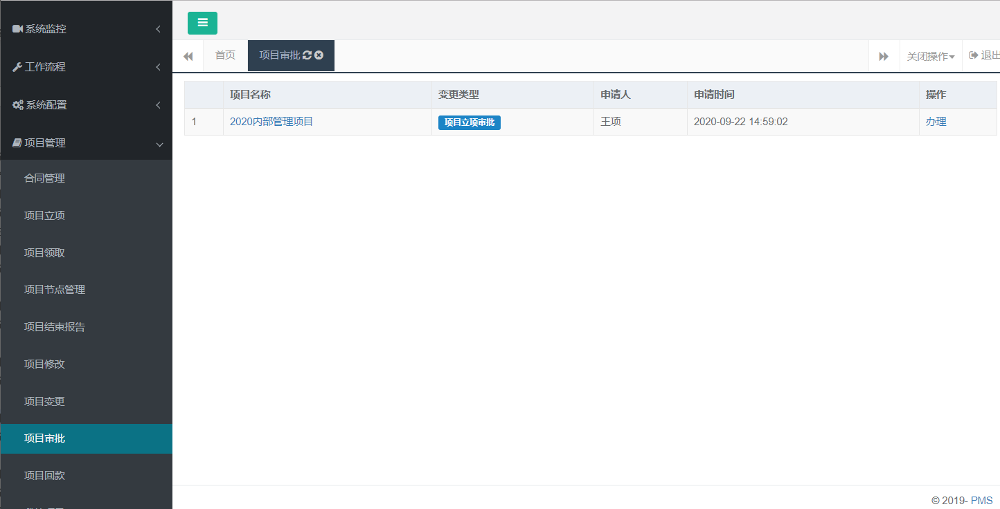 系统监控
工作流程
系统配置
项目管理
合同管理
项目立项
项目领取
项目节点管理
项目结束报告
项目修改
项目变更
项目审批
项目回款
首页 项目审批 关闭操作 退出
项目名称 变更类型 申请人 申请时间 操作
1 2020内部管理项目 项目立项审批 王项 2020-09-22 14:59:02 办理
© 2019- PMS